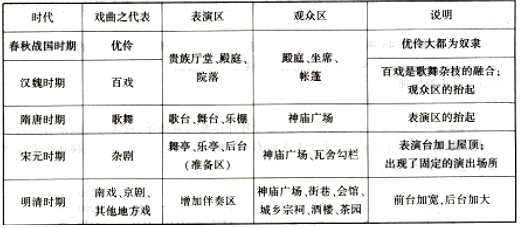 时代 戏曲之代表 表演区 观众区 说明
春秋战国时期 优伶 贵族厅堂、殿庭、院落 殿庭、坐席、帐篷 优伶大都为奴隶
汉魏时期 百戏 百戏是歌舞杂技的融合;
观众区的抬起
隋唐时期 歌舞 歌台、舞台、乐棚 神庙广场 表演区的抬起
宋元时期 杂剧 舞亭、乐亭、后台
(准备区) 神庙广场、瓦舍勾栏 表演台加上屋顶;
出现了固定的演出场所
明清时期 南戏、京剧、
其他地方戏 增加伴奏区 神庙广场、街巷、会馆、
城乡宗祠、酒楼、茶园 前台加宽,后台加大